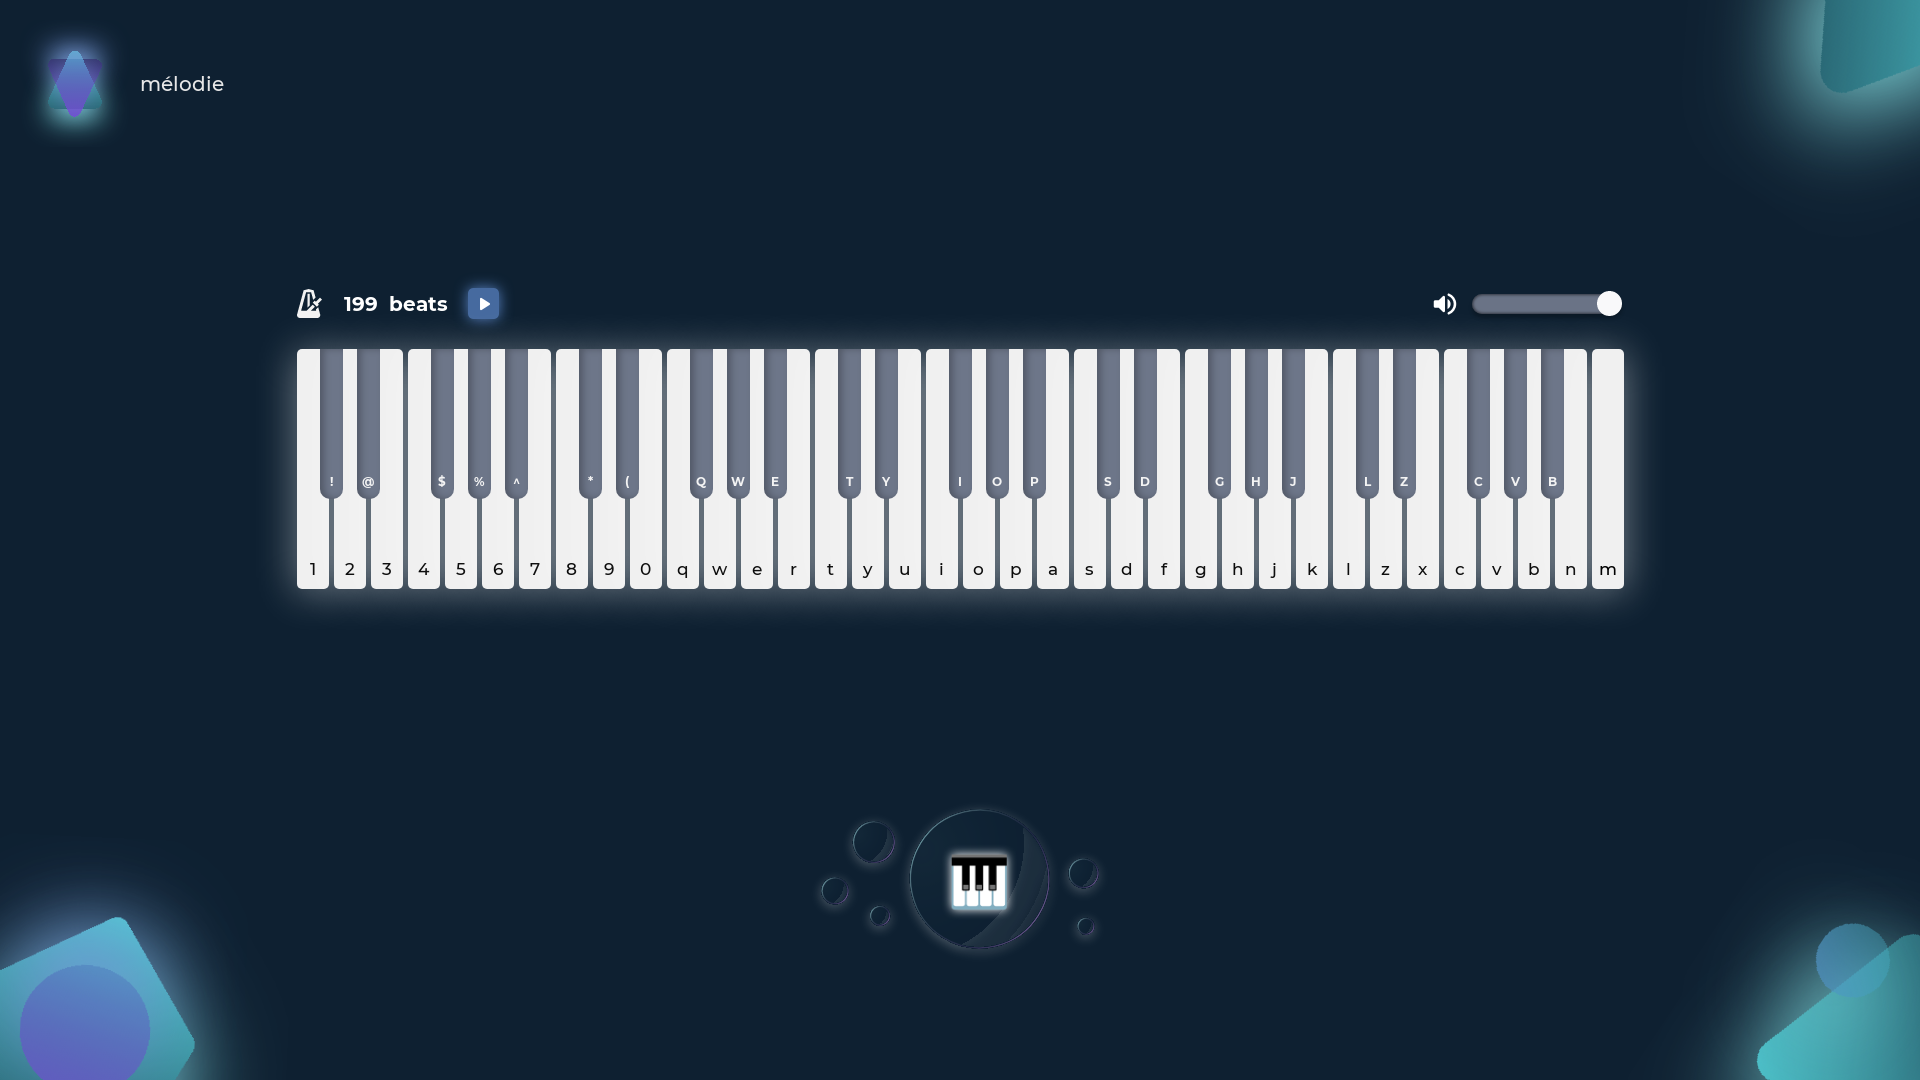 mélodie
199 beats
! @ $ % ^ * ( Q W E T Y I O P S D G H J L Z C V B
1 2 3 4 5 6 7 8 9 0 q w e r t y u i o p a s d f g h j k l z x c v b n m